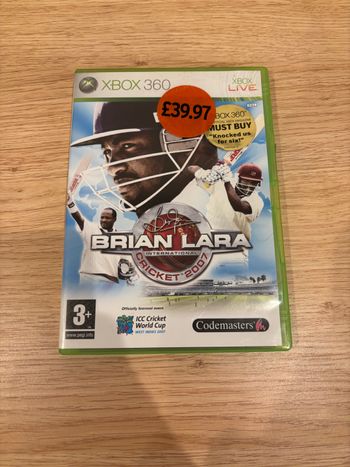 XBOX 360
XBOX
LIVE
£39.97
XBOX 360
MUST BUY
"Knocked us
for six!"
BRIAN LARA
INTERNATIONAL
CRICKET 2007
3+
www.pegi.info
Officially licensed event
ICC Cricket
World Cup
WEST INDIES 2007
Codemasters